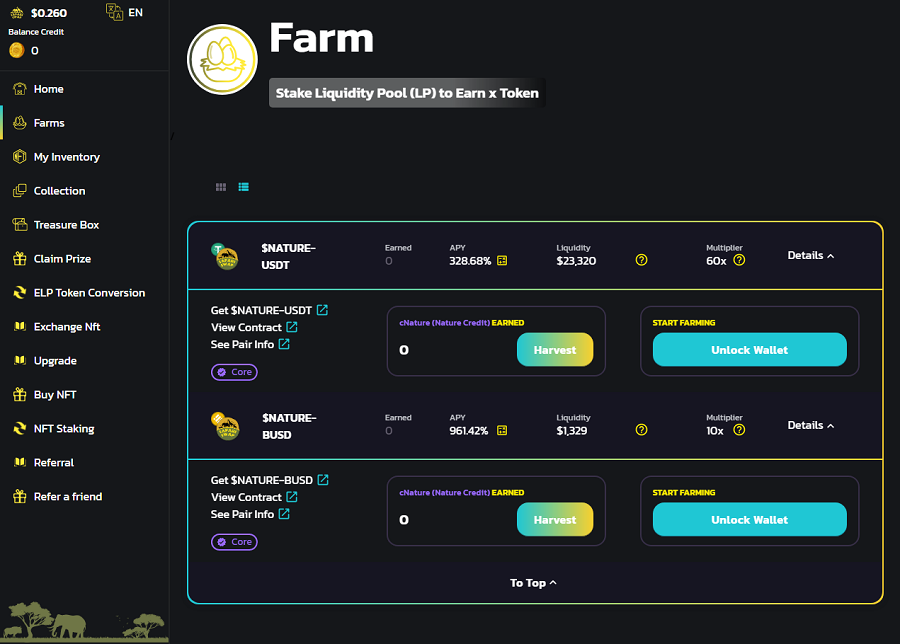 $0.260
EN
Balance Credit
0
Home
Farms
My Inventory
Collection
Treasure Box
Claim Prize
ELP Token Conversion
Exchange Nft
Upgrade
Buy NFT
NFT Staking
Referral
Refer a friend
Farm
Stake Liquidity Pool (LP) to Earn x Token
$NATURE-
USDT
Earned
0
APY
328.68%
Liquidity
$23,320
Multiplier
60x
Details
Get $NATURE-USDT
View Contract
See Pair Info
Core
cNature (Nature Credit) EARNED
0
Harvest
START FARMING
Unlock Wallet
$NATURE-
BUSD
Earned
0
APY
961.42%
Liquidity
$1,329
Multiplier
10x
Details
Get $NATURE-BUSD
View Contract
See Pair Info
Core
cNature (Nature Credit) EARNED
0
Harvest
START FARMING
Unlock Wallet
To Top